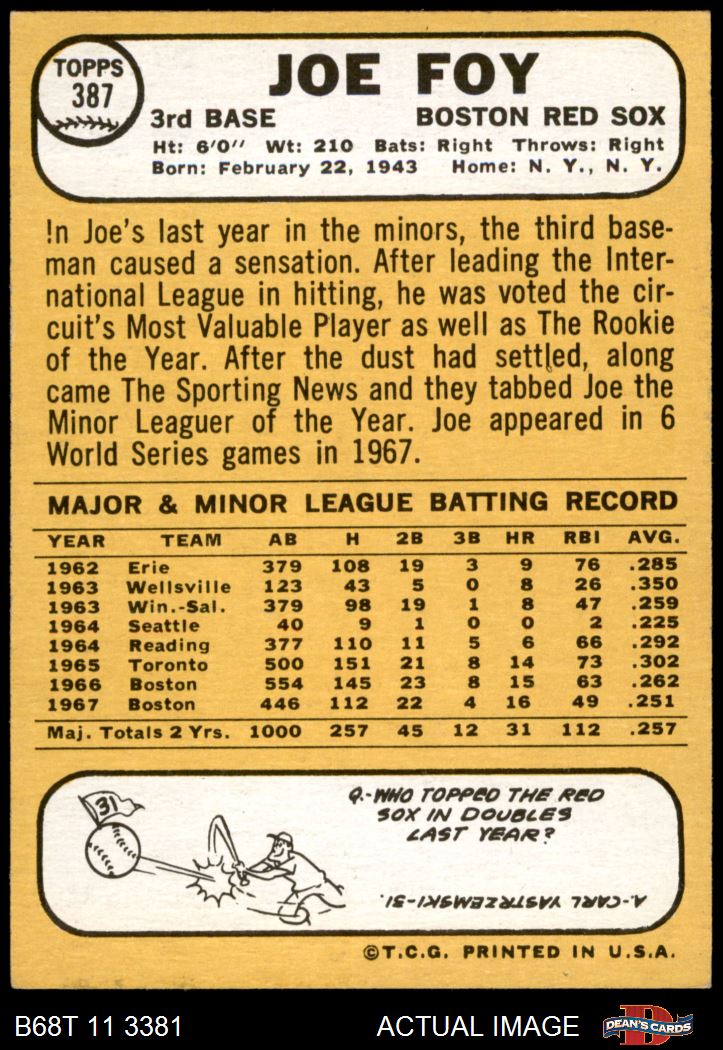 TOPPS
387
JOE FOY
3rd BASE BOSTON RED SOX
Ht: 6'0" Wt: 210 Bats: Right Throws: Right
Born: February 22, 1943 Home: N. Y., N. Y.
In Joe's last year in the minors, the third base-
man caused a sensation. After leading the Inter-
national League in hitting, he was voted the cir-
cuit's Most Valuable Player as well as The Rookie
of the Year. After the dust had settled, along
came The Sporting News and they tabbed Joe the
Minor Leaguer of the Year. Joe appeared in 6
World Series games in 1967.
MAJOR & MINOR LEAGUE BATTING RECORD
YEAR TEAM AB H 2B 3B HR RBI AVG.
1962 Erie 379 108 19 3 9 76 .285
1963 Wellsville 123 43 5 0 8 26 .350
1963 Win.-Sal. 379 98 19 1 8 47 .259
1964 Seattle 40 9 1 0 0 2 .225
1964 Reading 377 110 11 5 6 66 .292
1965 Toronto 500 151 21 8 14 73 .302
1966 Boston 554 145 23 8 15 63 .262
1967 Boston 446 112 22 4 16 49 .251
Maj. Totals 2 Yrs. 1000 257 45 12 31 112 .257
31
Q.-WHO TOPPED THE RED
SOX IN DOUBLES
LAST YEAR?
A.-CARL YASTRZEMSKI-31.
©T.C.G. PRINTED IN U.S.A.
B68T 11 3381 ACTUAL IMAGE
D
DEAN'S CARDS